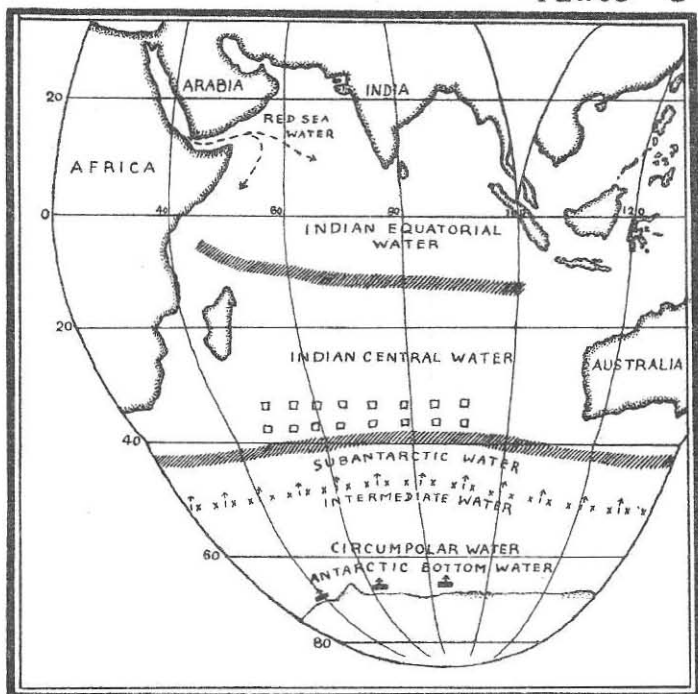 ARABIA
INDIA
20
RED SEA
WATER
AFRICA
0
40
60
80
100
120
INDIAN EQUATORIAL
WATER
20
INDIAN CENTRAL WATER
AUSTRALIA
40
SUBANTARCTIC WATER
INTERMEDIATE WATER
60
CIRCUMPOLAR WATER
ANTARCTIC BOTTOM WATER
80